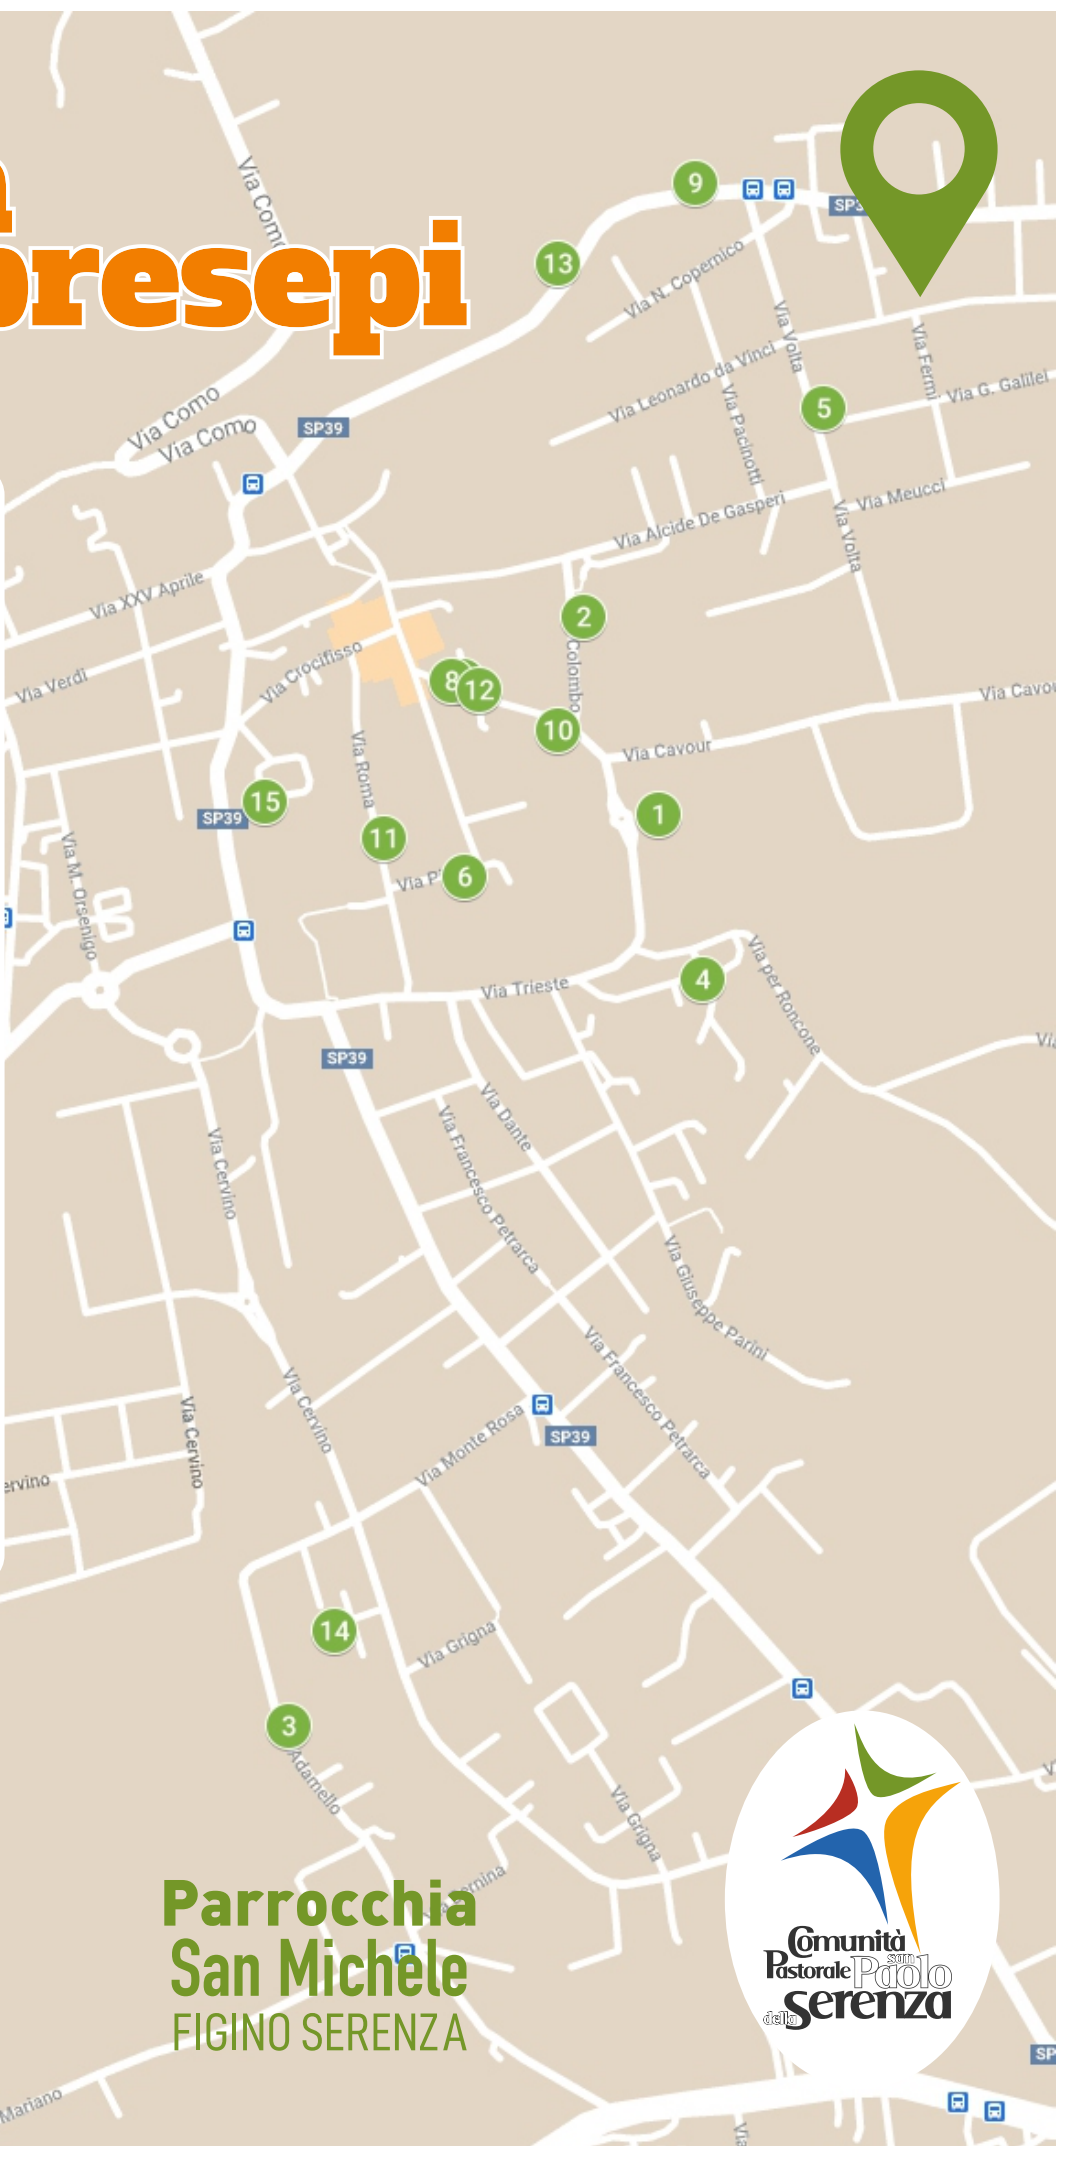 presepi
Via Como
Via Como
Via Como
SP39
9
13
Via N. Copernico
Via Volta
Via Leonardo da Vinci
Via Pacinotti
Via Fermi
Via G. Galilei
5
Via Meucci
Via Alcide De Gasperi
Via Volta
Via XXV Aprile
Via Verdi
Via Crocifisso
2
Colombo
8
12
10
Via Cavour
Via Roma
1
15
SP39
11
6
Via M. Orsenigo
4
Via Trieste
Via per Roncone
SP39
Via Dante
Via Francesco Petrarca
Via Cervino
Via Giuseppe Parini
Via Francesco Petrarca
Via Cervino
Via Cervino
Via Monte Rosa
SP39
14
Via Grigna
3
Adamello
Via Grigna
Parrocchia
San Michele
FIGINO SERENZA
Comunità
Pastorale san Paolo
della Serenza
Mariano